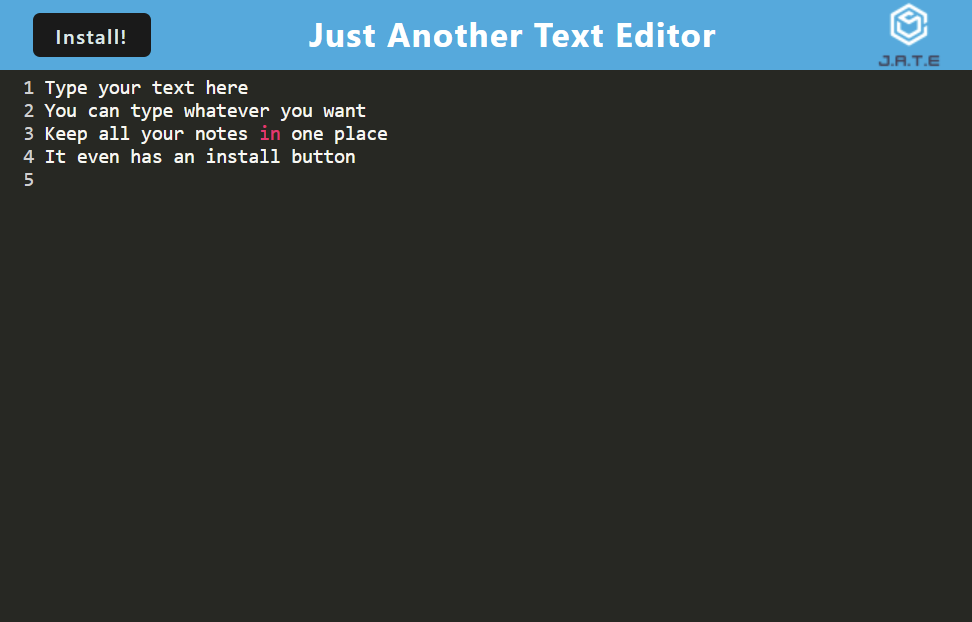 Install!
Just Another Text Editor
J.A.T.E
1 Type your text here
2 You can type whatever you want
3 Keep all your notes in one place
4 It even has an install button
5